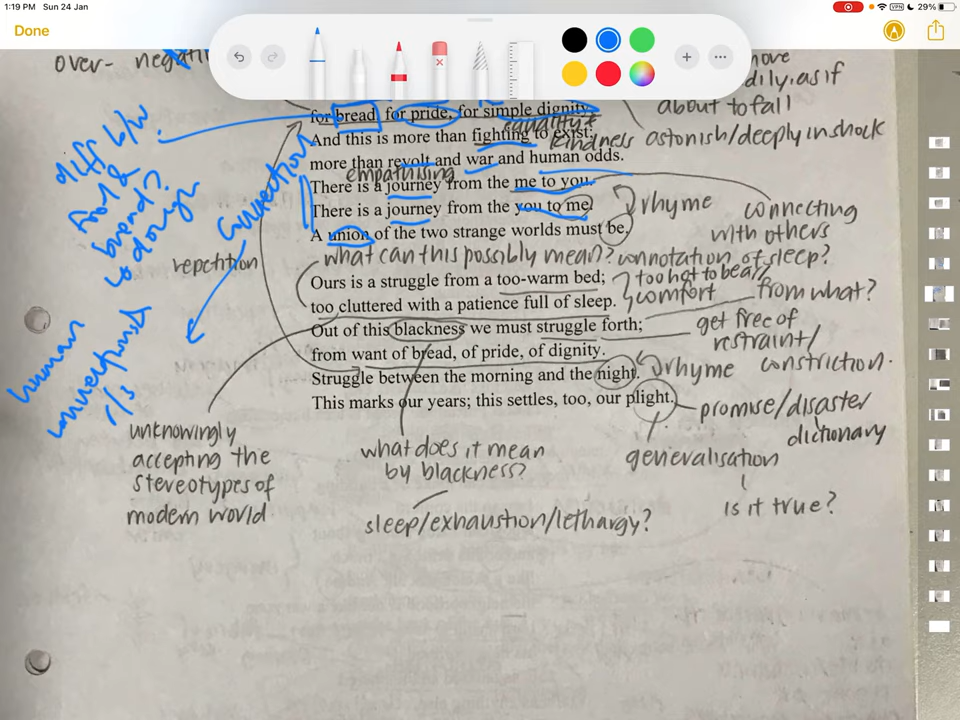 1:19 PM Sun 24 Jan
VPN
29%
Done
over-
more
dily, as if
about to fall
for bread, for pride, for simple dignity.
And this is more than fighting to exist;
kindness
astonish/deeply in shock
more than revolt and war and human odds.
empathising
There is a journey from the me to you.
There is a journey from the you to me.
A union of the two strange worlds must be.
diff b/w
food &
bread?
connection
rhyme
connecting
with others
repetition
what can this possibly mean?
connotation of sleep?
Ours is a struggle from a too-warm bed;
too hot to bear/
comfort
from what?
too cluttered with a patience full of sleep.
Out of this blackness we must struggle forth;
get free of
restraint/
constriction.
from want of bread, of pride, of dignity.
Struggle between the morning and the night.
rhyme
This marks our years; this settles, too, our plight.
promise/disaster
dictionary
human
r/s
unknowingly
accepting the
stereotypes of
modern world
what does it mean
by blackness?
sleep/exhaustion/lethargy?
generalisation
is it true?